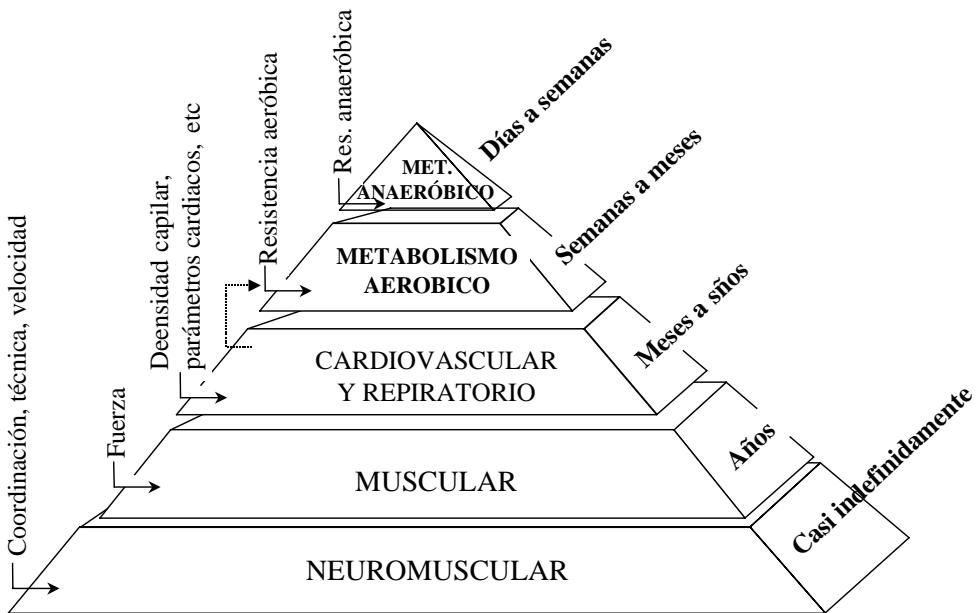 Coordinación, técnica, velocidad
Fuerza
Deensidad capilar,
parámetros cardiacos, etc
Resistencia aeróbica
Res. anaeróbica
MET.
ANAERÓBICO
Días a semanas
METABOLISMO
AEROBICO
Semanas a meses
CARDIOVASCULAR
Y REPIRATORIO
Meses a sños
MUSCULAR
Años
NEUROMUSCULAR
Casi indefinidamente